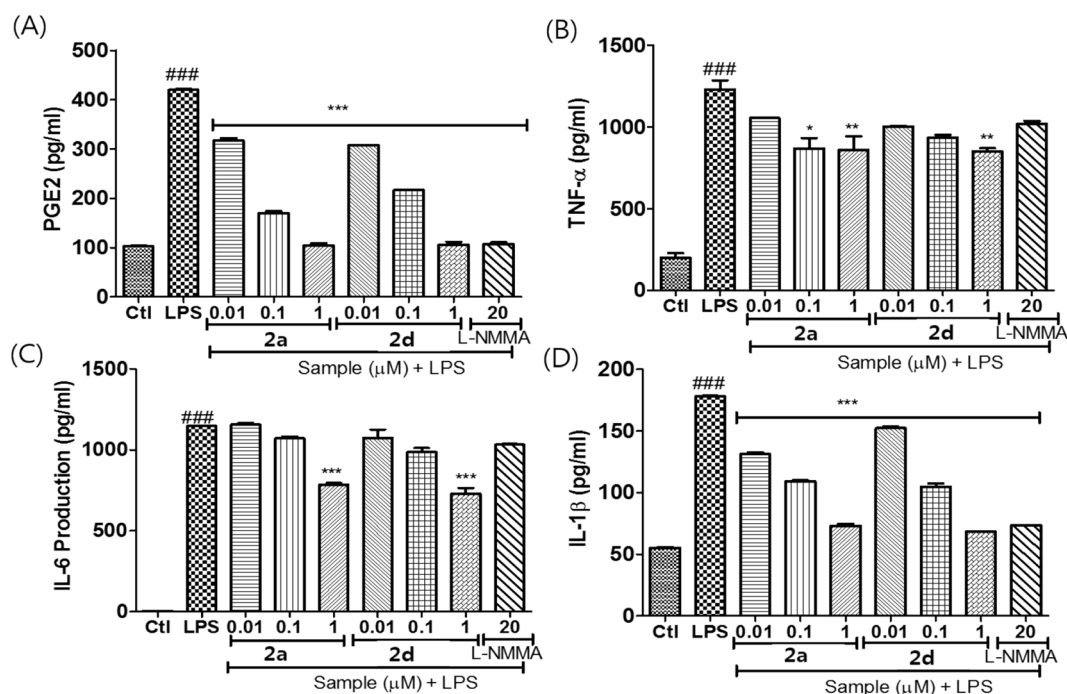 (A)
PGE2 (pg/ml)
500
400
300
200
100
0
###
***
Ctl LPS 0.01 0.1 1 0.01 0.1 1 20
2a 2d L-NMMA
Sample (μM) + LPS
(B)
TNF-α (pg/ml)
1500
1000
500
0
###
* ** **
Ctl LPS 0.01 0.1 1 0.01 0.1 1 20
2a 2d L-NMMA
Sample (μM) + LPS
(C)
IL-6 Production (pg/ml)
1500
1000
500
0
###
*** ***
Ctl LPS 0.01 0.1 1 0.01 0.1 1 20
2a 2d L-NMMA
Sample (μM) + LPS
(D)
IL-1β (pg/ml)
200
150
100
50
0
###
***
Ctl LPS 0.01 0.1 1 0.01 0.1 1 20
2a 2d L-NMMA
Sample (μM) + LPS